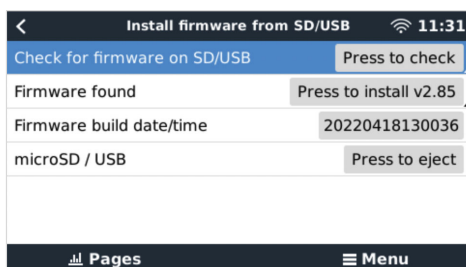 Install firmware from SD/USB 11:31
Check for firmware on SD/USB Press to check
Firmware found Press to install v2.85
Firmware build date/time 20220418130036
microSD / USB Press to eject
Pages Menu